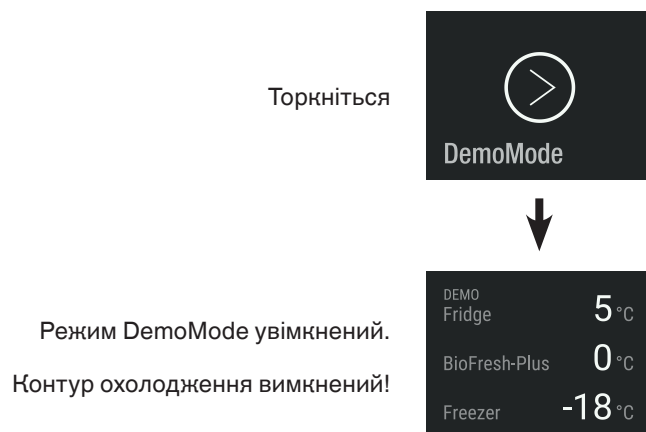 Торкніться
DemoMode
DEMO
Fridge 5 °C
Режим DemoMode увімкнений.
BioFresh-Plus 0 °C
Контур охолодження вимкнений!
Freezer -18 °C